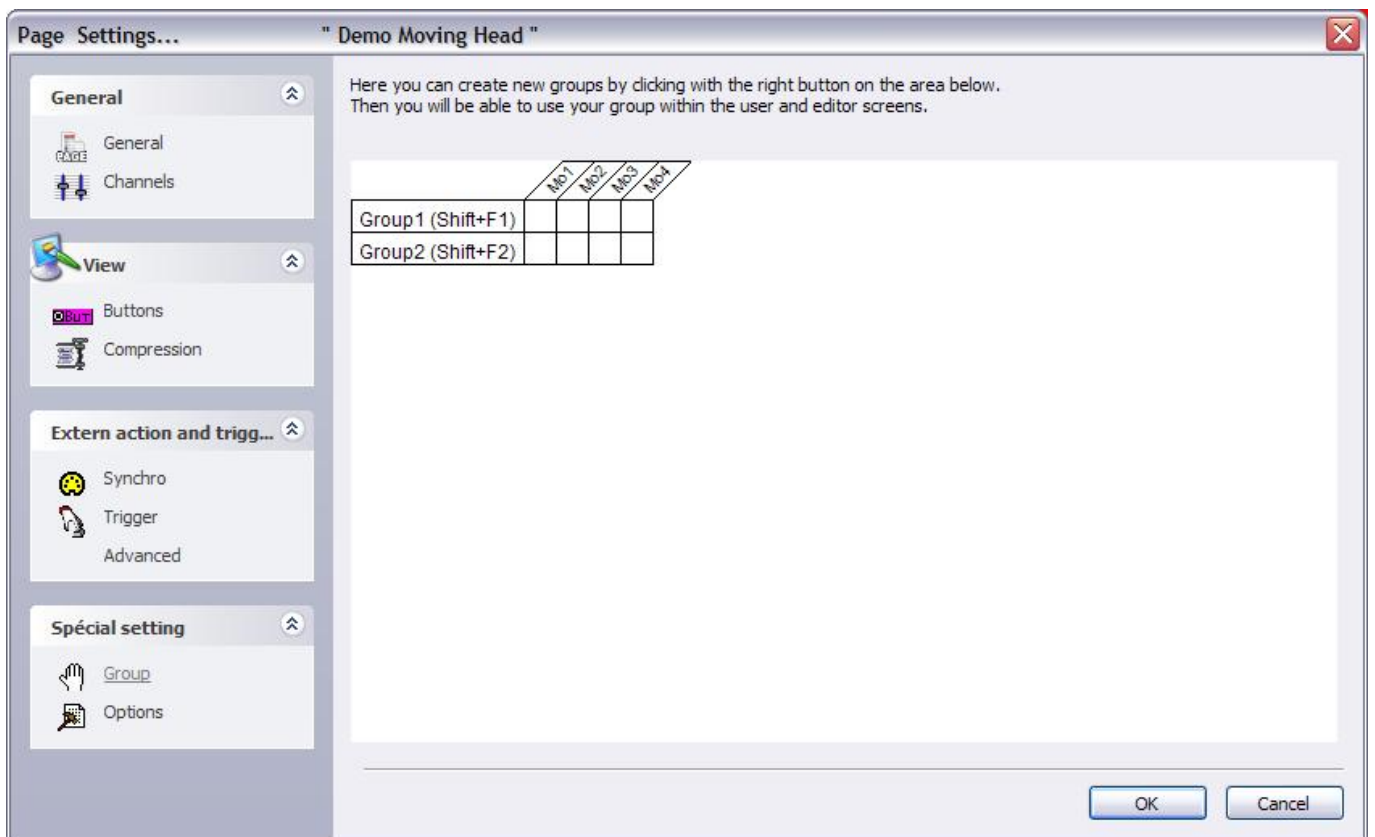 Page Settings... " Demo Moving Head "
General
PAGE
General
Channels
View
BUT
Buttons
Compression
Extern action and trigg...
Synchro
Trigger
Advanced
Spécial setting
Group
Options
Here you can create new groups by clicking with the right button on the area below.
Then you will be able to use your group within the user and editor screens.
Mo1 Mo2 Mo3 Mo4
Group1 (Shift+F1)
Group2 (Shift+F2)
OK Cancel